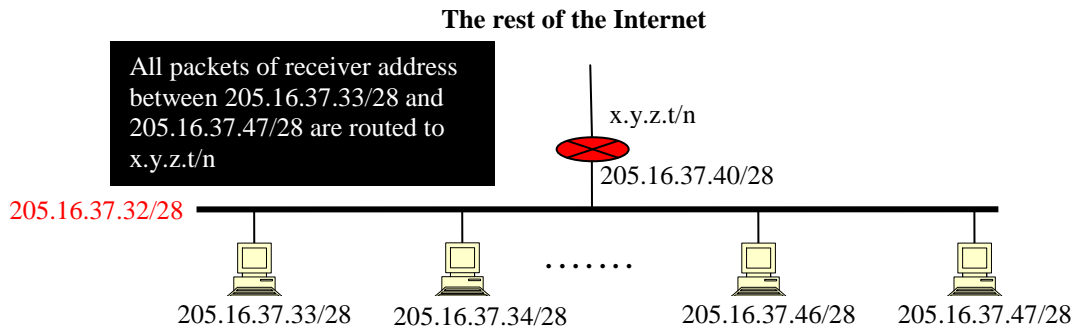 The rest of the Internet
All packets of receiver address
between 205.16.37.33/28 and
205.16.37.47/28 are routed to
x.y.z.t/n
x.y.z.t/n
205.16.37.40/28
205.16.37.32/28
.......
205.16.37.33/28
205.16.37.34/28
205.16.37.46/28
205.16.37.47/28